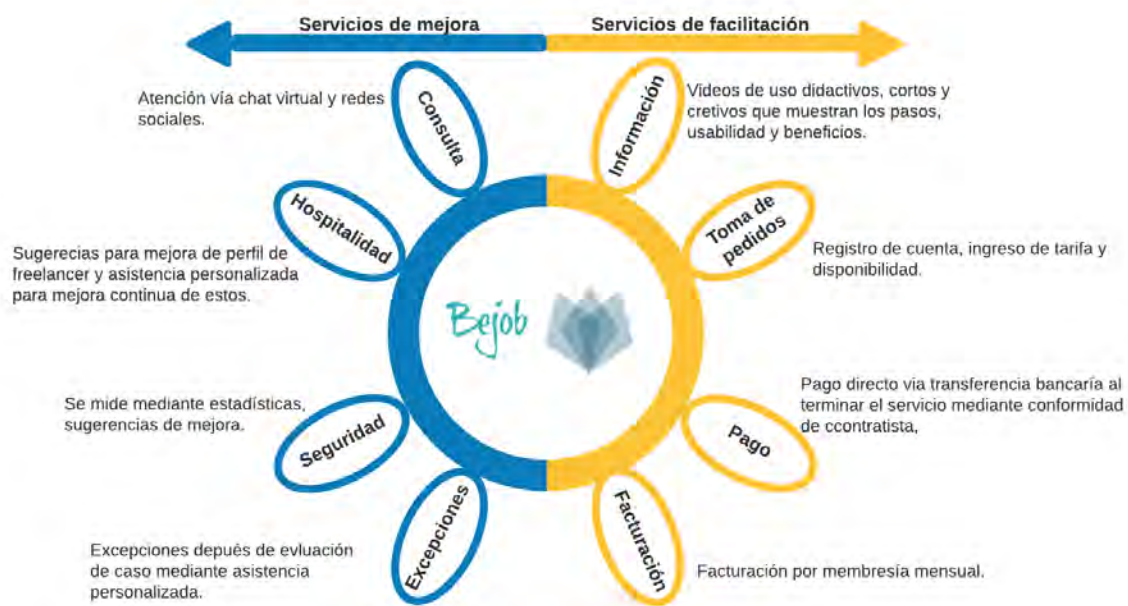 Servicios de mejora
Servicios de facilitación
Atención vía chat virtual y redes
sociales.
Consulta
Información
Videos de uso didactivos, cortos y
cretivos que muestran los pasos,
usabilidad y beneficios.
Hospitalidad
Sugerecias para mejora de perfil de
freelancer y asistencia personalizada
para mejora continua de estos.
Toma de
pedidos
Registro de cuenta, ingreso de tarifa y
disponibilidad.
Bejob
Se mide mediante estadísticas,
sugerencias de mejora.
Seguridad
Pago
Pago directo via transferencia bancaría al
terminar el servicio mediante conformidad
de ccontratista,
Excepciones
Excepciones depués de evluación
de caso mediante asistencia
personalizada.
Facturación
Facturación por membresía mensual.